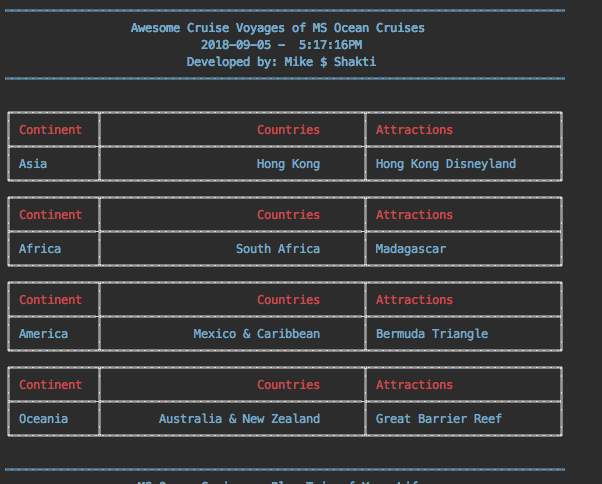 Awesome Cruise Voyages of MS Ocean Cruises
2018-09-05 - 5:17:16PM
Developed by: Mike $ Shakti
Continent Countries Attractions
Asia Hong Kong Hong Kong Disneyland
Continent Countries Attractions
Africa South Africa Madagascar
Continent Countries Attractions
America Mexico & Caribbean Bermuda Triangle
Continent Countries Attractions
Oceania Australia & New Zealand Great Barrier Reef